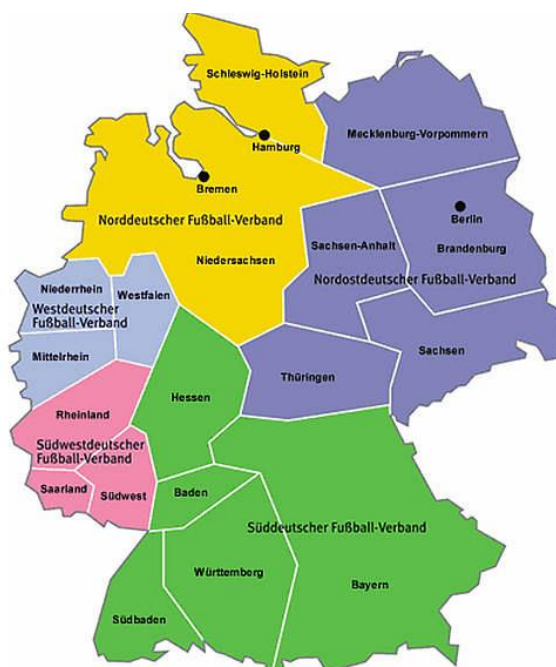 Schleswig-Holstein
Mecklenburg-Vorpommern
Hamburg
Bremen
Berlin
Norddeutscher Fußball-Verband
Sachsen-Anhalt
Brandenburg
Niedersachsen
Nordostdeutscher Fußball-Verband
Niederrhein
Westfalen
Westdeutscher
Fußball-Verband
Mittelrhein
Sachsen
Thüringen
Hessen
Rheinland
Südwestdeutscher
Fußball-Verband
Saarland
Südwest
Baden
Süddeutscher Fußball-Verband
Württemberg
Bayern
Südbaden